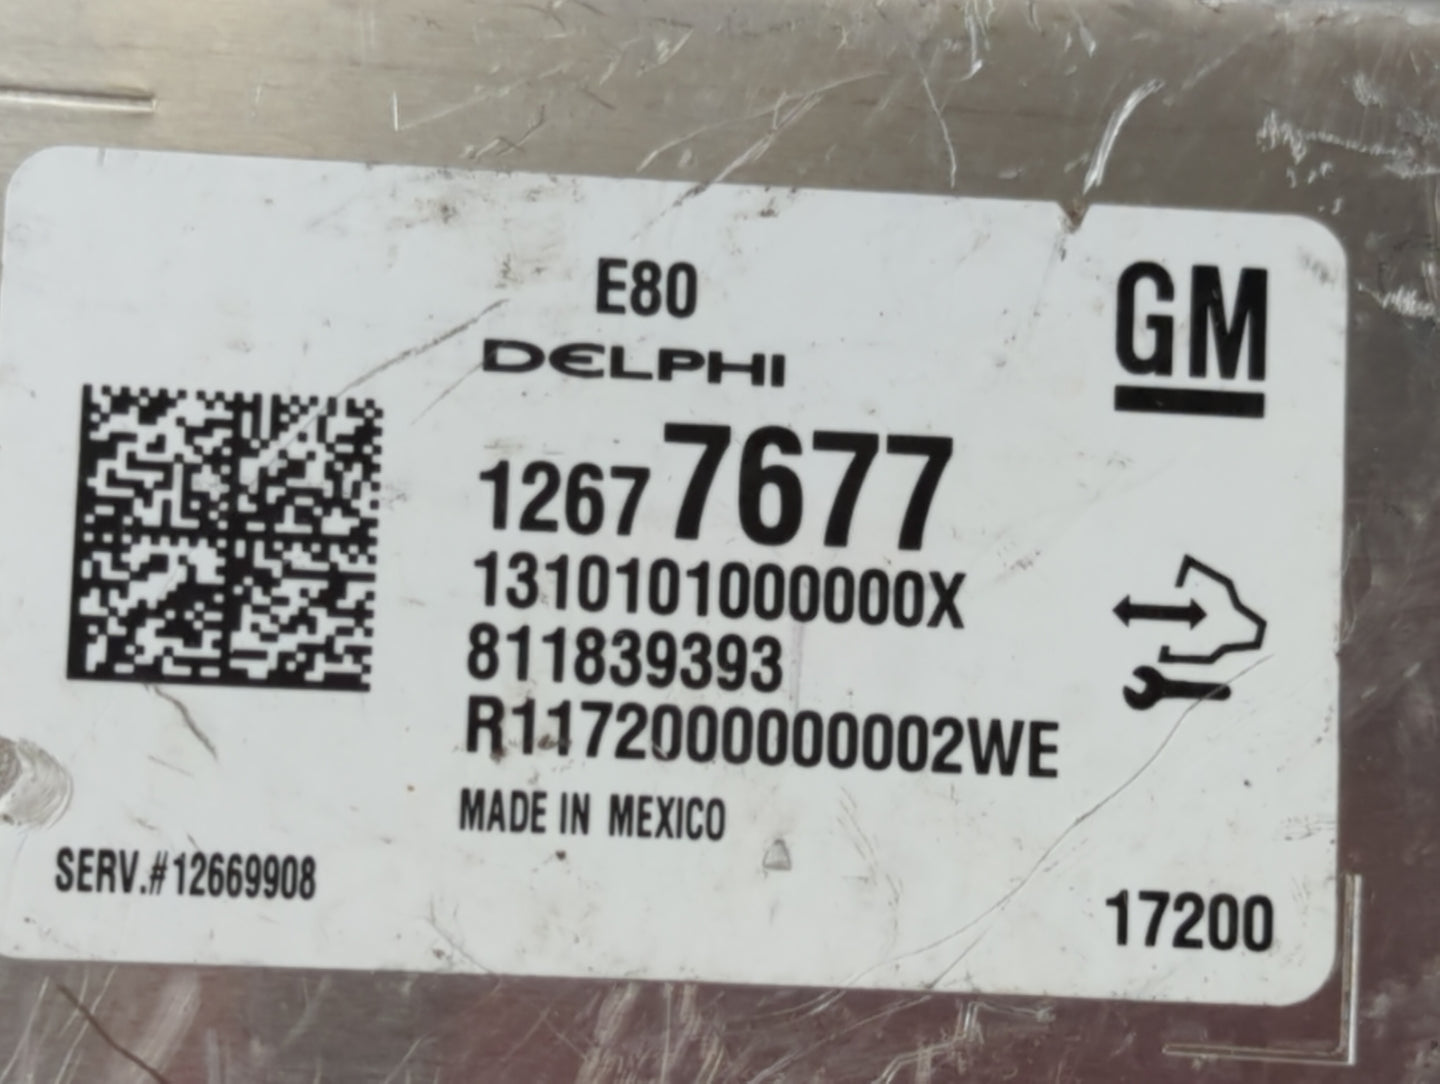 E80
DELPHI
GM
12677677
1310101000000X
811839393
R1172000000002WE
MADE IN MEXICO
SERV.#12669908
17200